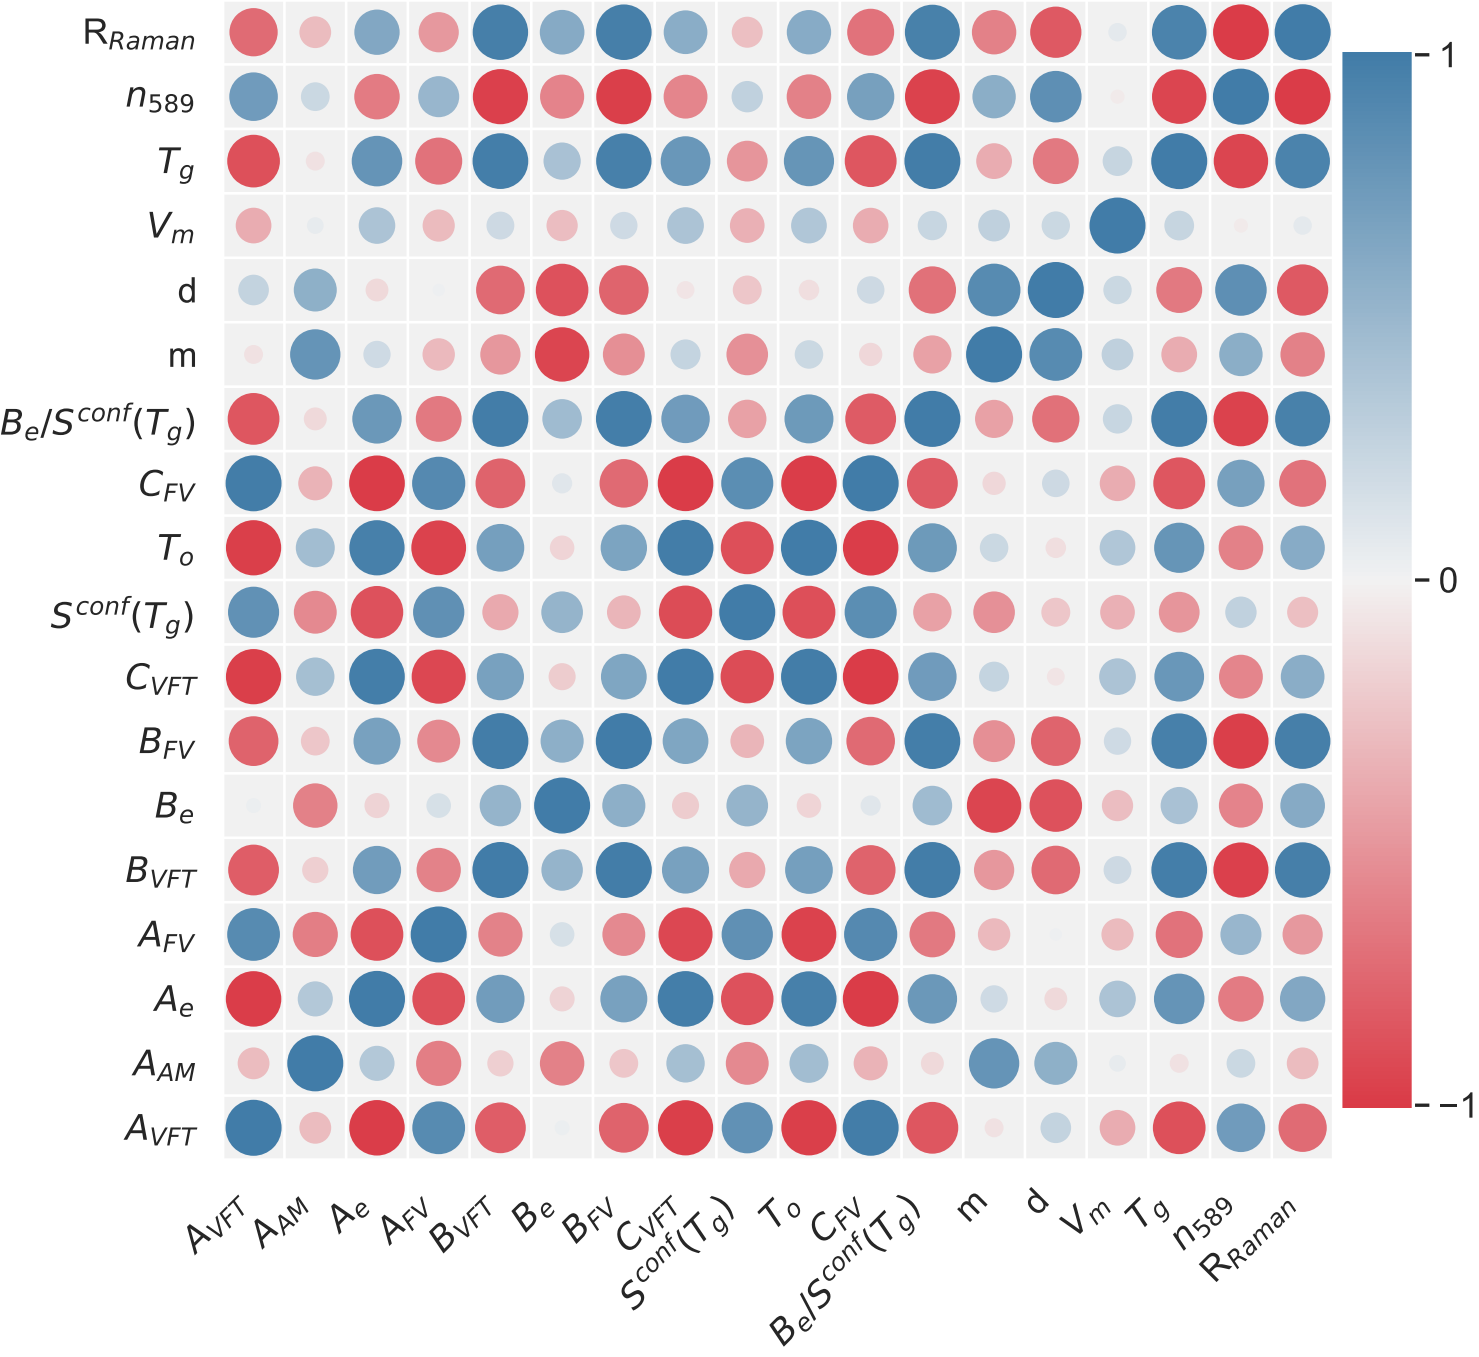 R_Raman
n_589
T_g
V_m
d
m
B_e/S^conf(T_g)
C_FV
T_o
S^conf(T_g)
C_VFT
B_FV
B_e
B_VFT
A_FV
A_e
A_AM
A_VFT
1
0
−1
A_VFT
A_AM
A_e
A_FV
B_VFT
B_e
B_FV
C_VFT
S^conf(T_g)
T_o
C_FV
B_e/S^conf(T_g)
m
d
V_m
T_g
n_589
R_Raman